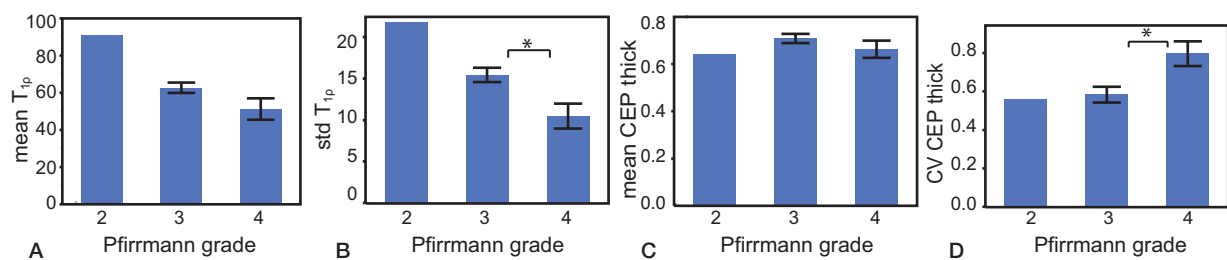 mean T1ρ
100
80
60
40
20
0
2 3 4
A Pfirrmann grade
std T1ρ
20
15
10
5
0
*
2 3 4
B Pfirrmann grade
mean CEP thick
0.8
0.6
0.4
0.2
0.0
2 3 4
C Pfirrmann grade
CV CEP thick
0.8
0.6
0.4
0.2
0.0
*
2 3 4
D Pfirrmann grade